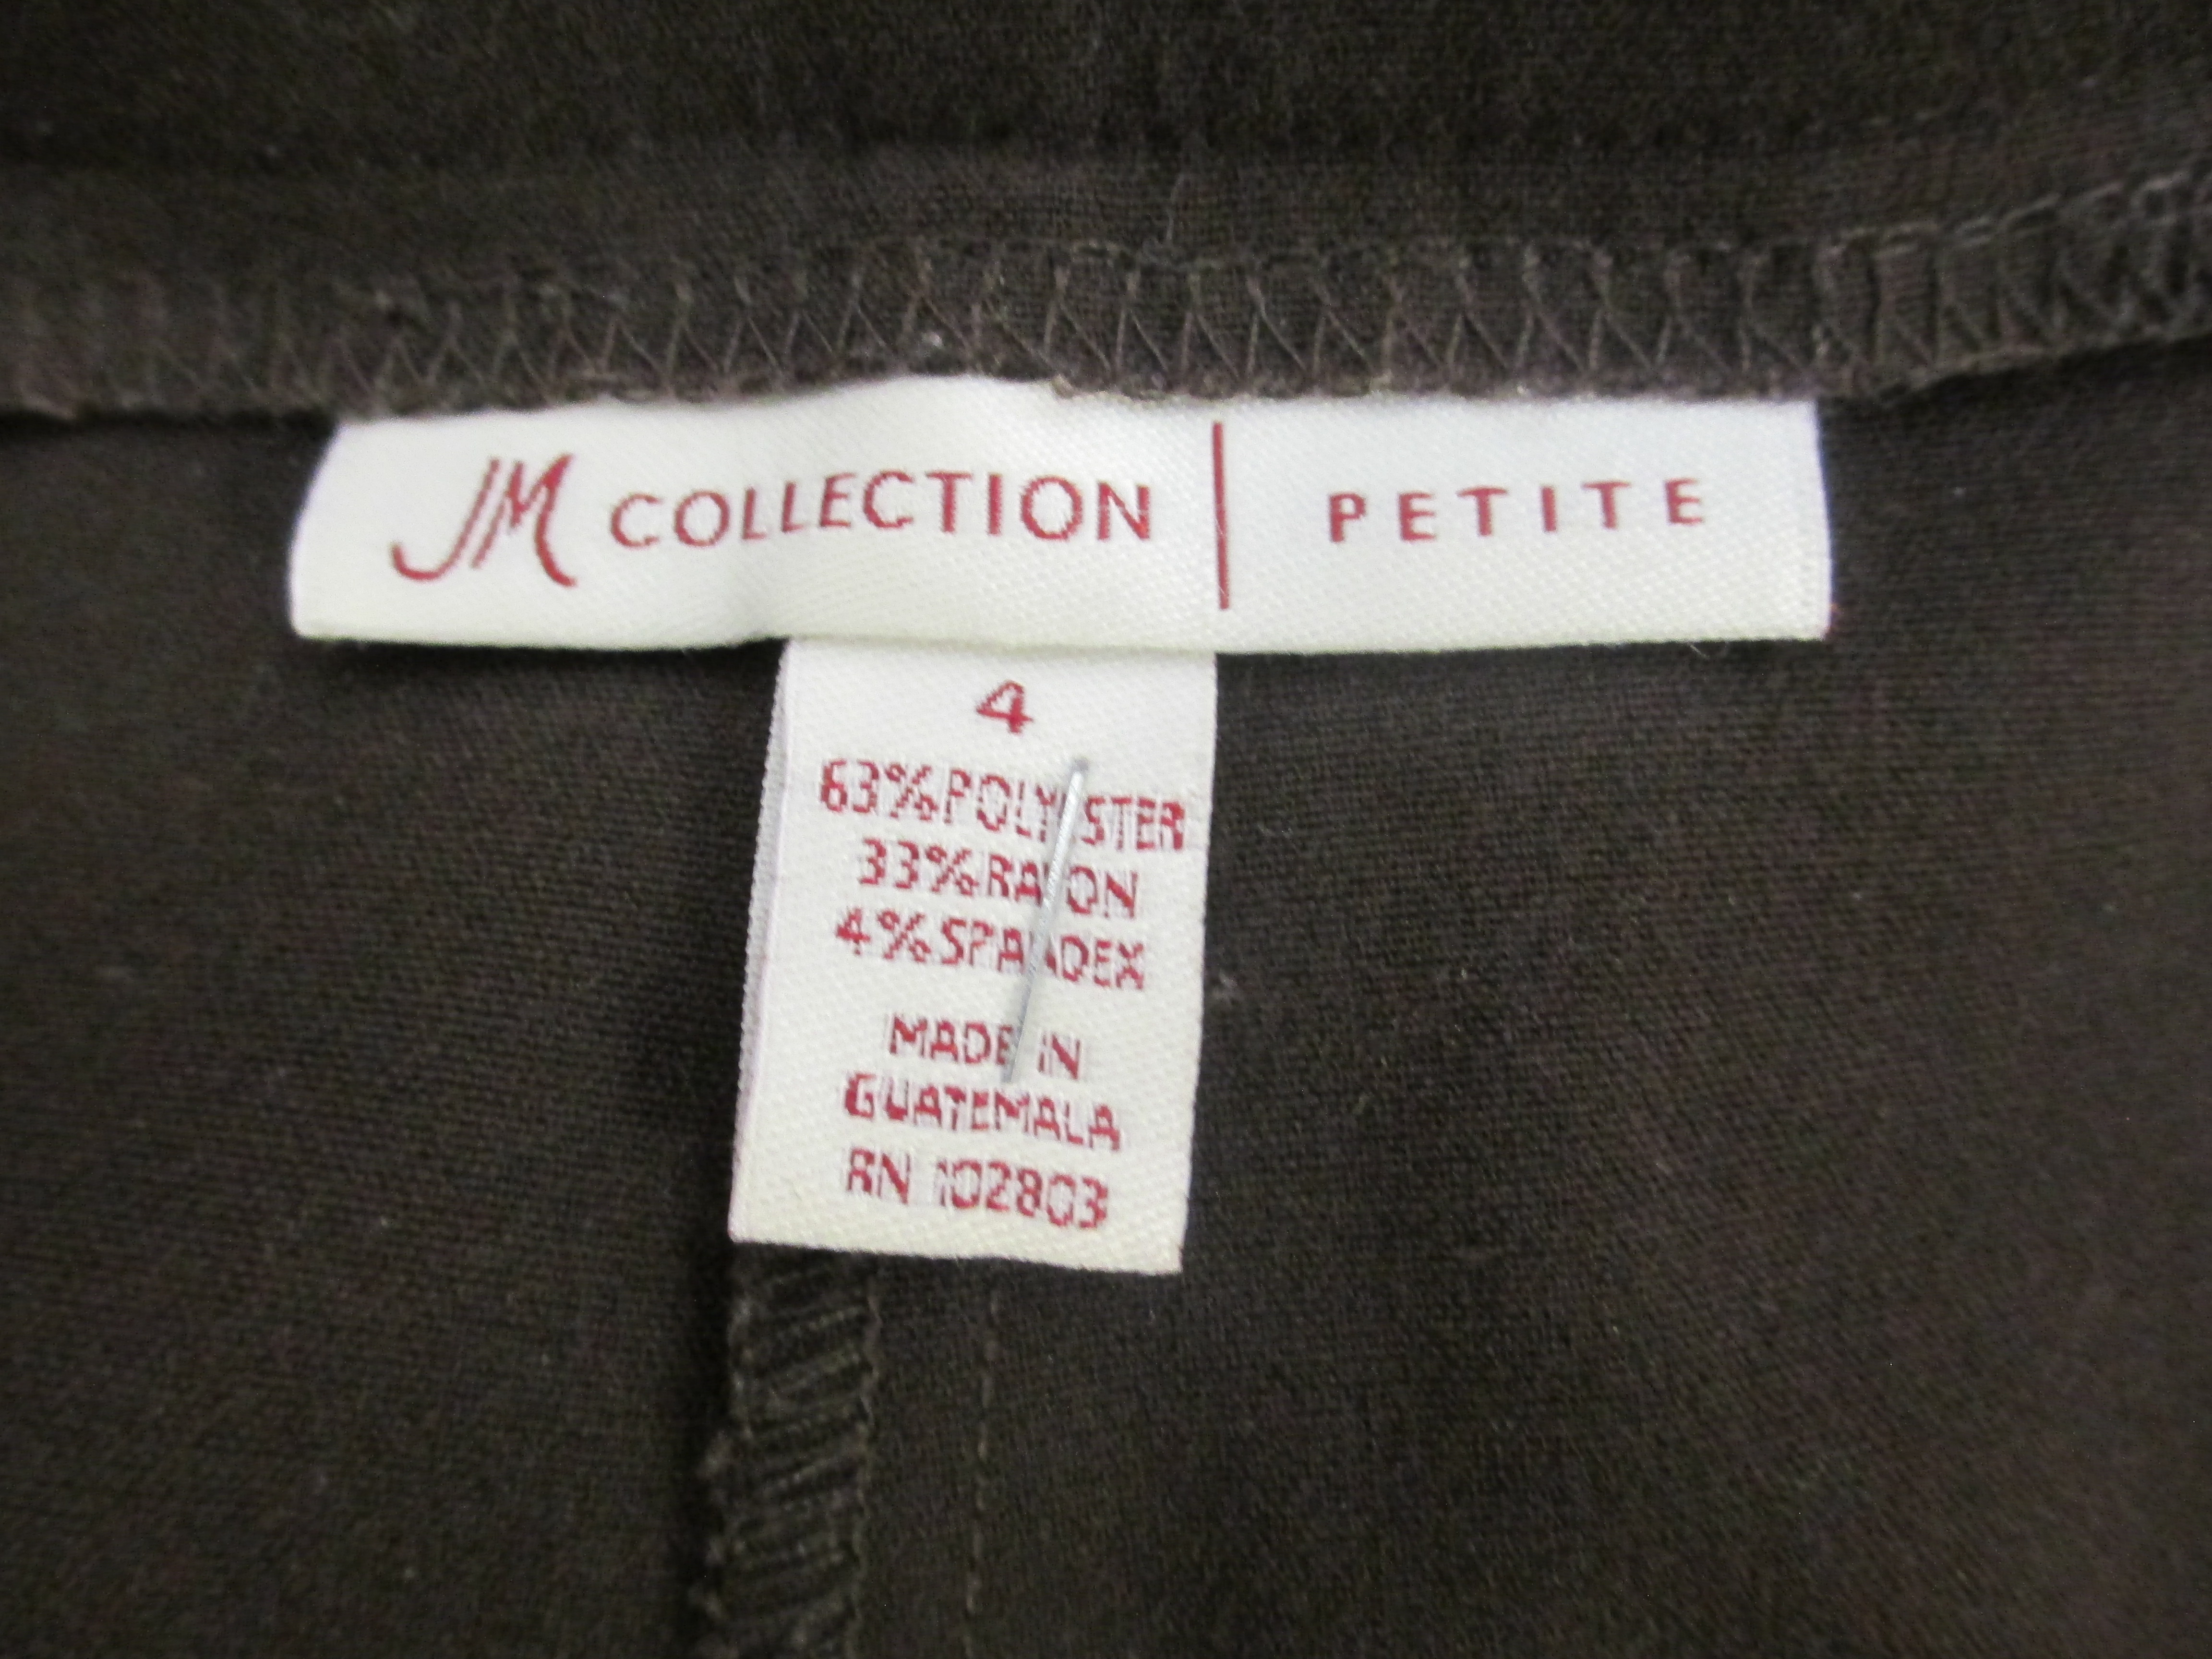 JM COLLECTION | PETITE
4
63% POLYESTER
33% RAYON
4% SPANDEX
MADE IN
GUATEMALA
RN 102803